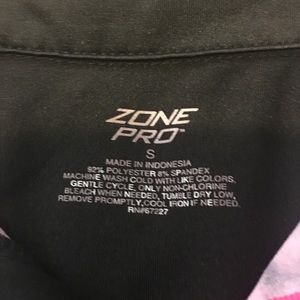 ZONE
PRO™
S
MADE IN INDONESIA
92% POLYESTER 8% SPANDEX
MACHINE WASH COLD WITH LIKE COLORS,
GENTLE CYCLE, ONLY NON-CHLORINE
BLEACH WHEN NEEDED, TUMBLE DRY LOW,
REMOVE PROMPTLY, COOL IRON IF NEEDED.
RN#67227